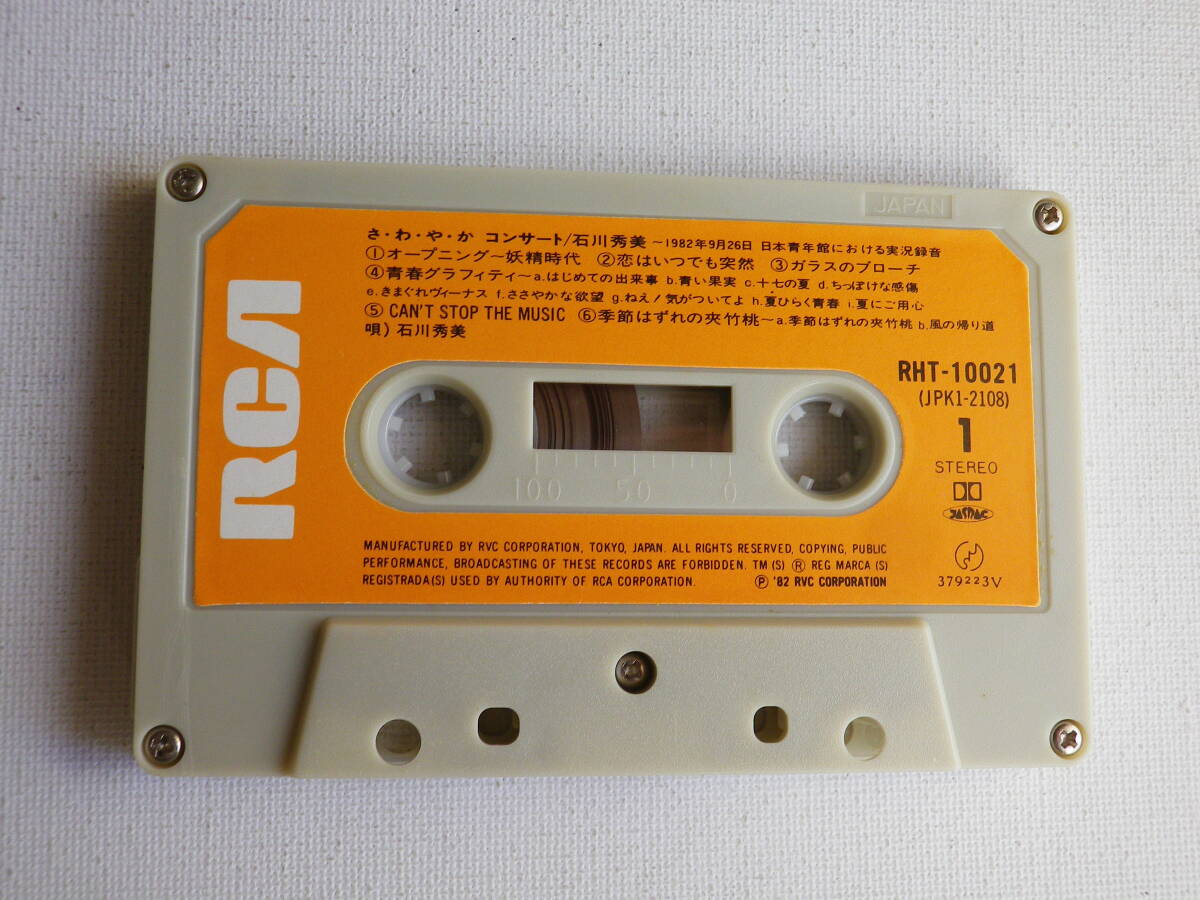 JAPAN
RCA
さ・わ・や・か コンサート/石川秀美 ~1982年9月26日 日本青年館における実況録音
①オープニング~妖精時代 ②恋はいつでも突然 ③ガラスのブローチ
④青春グラフィティ~a.はじめての出来事 b.青い果実 c.十七の夏 d.ちっぽけな感傷
e.きまぐれヴィーナス f.ささやかな欲望 g.ねえ!気がついてよ h.夏ひらく青春 i.夏にご用心
⑤ CAN'T STOP THE MUSIC ⑥季節はずれの夾竹桃~a.季節はずれの夾竹桃 b.風の帰り道
唄) 石川秀美
RHT-10021
(JPK1-2108)
1
STEREO
JASRAC
100 50 0
MANUFACTURED BY RVC CORPORATION, TOKYO, JAPAN. ALL RIGHTS RESERVED, COPYING, PUBLIC
PERFORMANCE, BROADCASTING OF THESE RECORDS ARE FORBIDDEN. TM (S) ® REG MARCA (S)
REGISTRADA(S) USED BY AUTHORITY OF RCA CORPORATION. ℗ '82 RVC CORPORATION
379223V